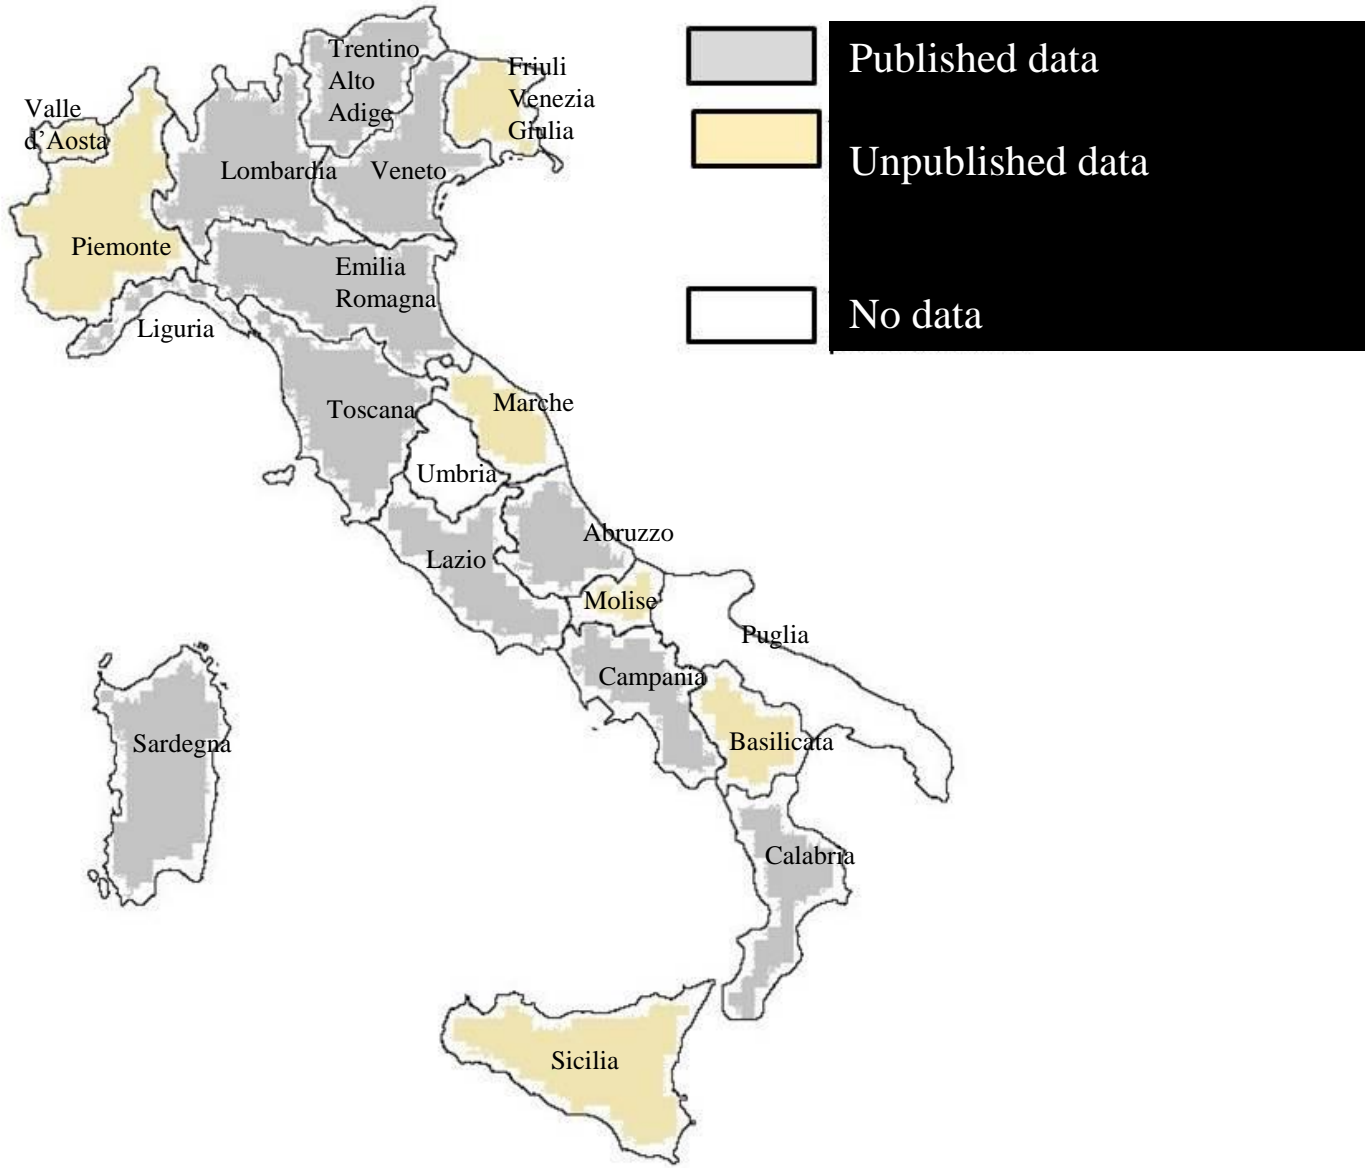 Trentino
Alto
Adige
Friuli
Venezia
Giulia
Published data
Valle
d'Aosta
Unpublished data
Lombardia
Veneto
Piemonte
Emilia
Romagna
Liguria
No data
Toscana
Marche
Umbria
Abruzzo
Lazio
Molise
Puglia
Campania
Sardegna
Basilicata
Calabria
Sicilia